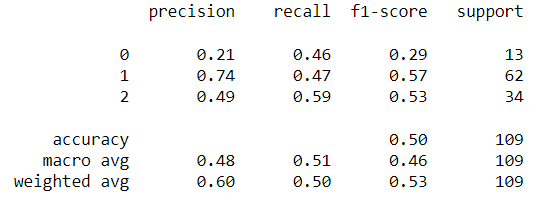 precision recall f1-score support
0 0.21 0.46 0.29 13
1 0.74 0.47 0.57 62
2 0.49 0.59 0.53 34
accuracy 0.50 109
macro avg 0.48 0.51 0.46 109
weighted avg 0.60 0.50 0.53 109